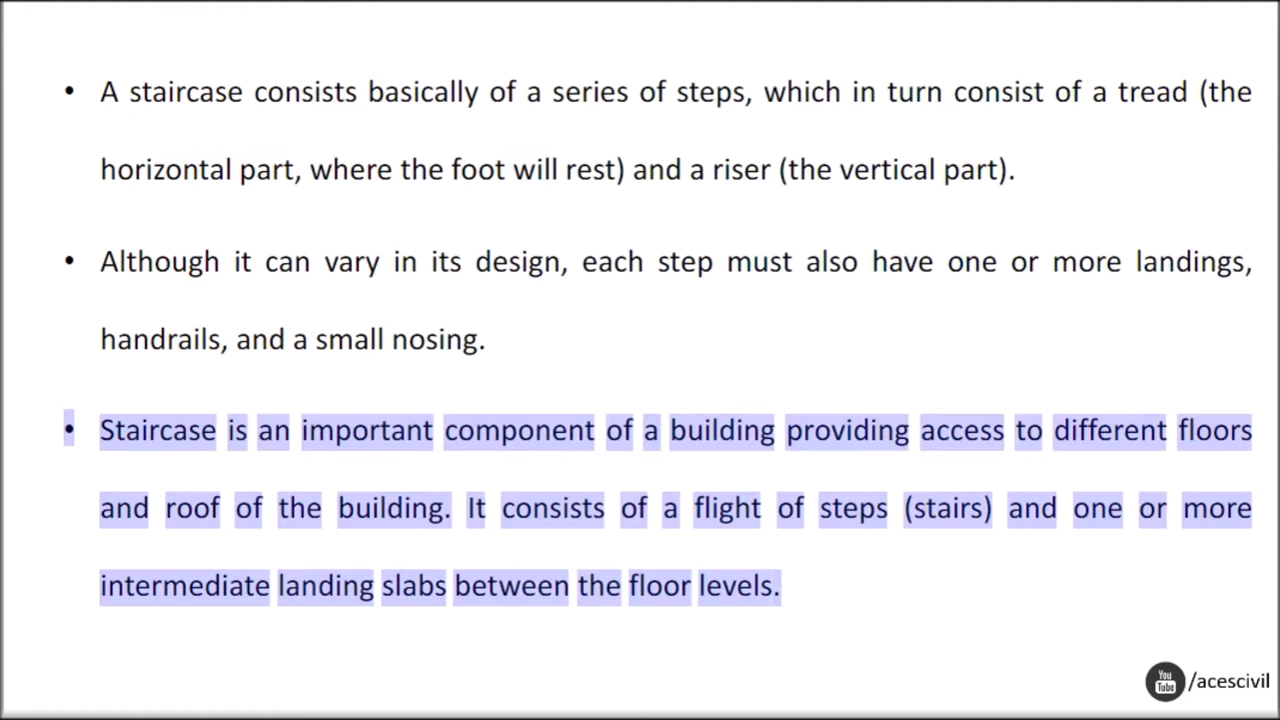 • A staircase consists basically of a series of steps, which in turn consist of a tread (the
horizontal part, where the foot will rest) and a riser (the vertical part).
• Although it can vary in its design, each step must also have one or more landings,
handrails, and a small nosing.
• Staircase is an important component of a building providing access to different floors
and roof of the building. It consists of a flight of steps (stairs) and one or more
intermediate landing slabs between the floor levels.
You
Tube
/acescivil